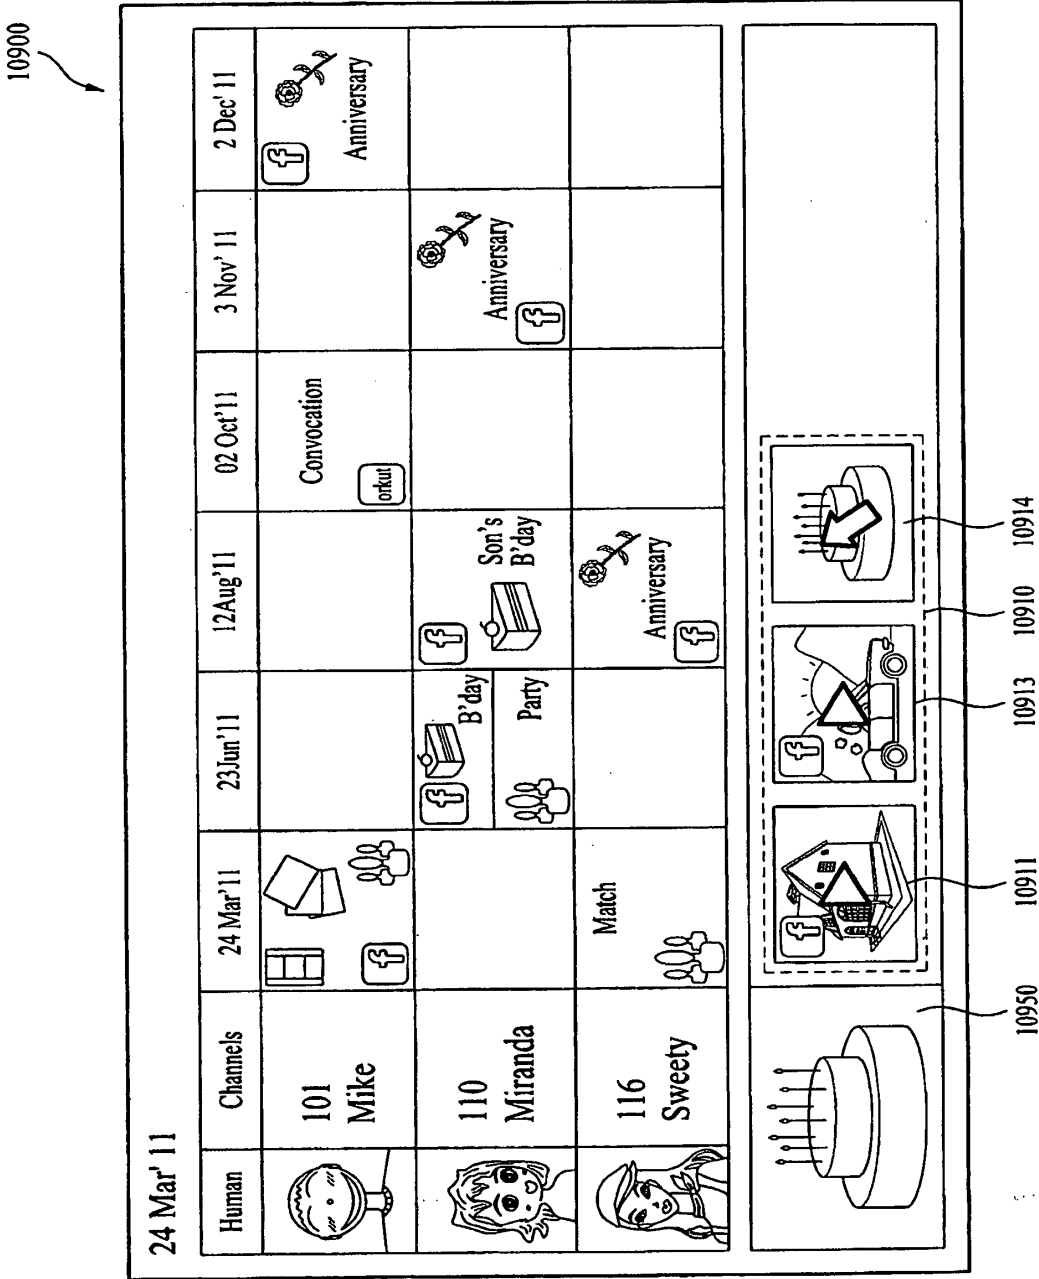 10900
24 Mar' 11
Human
Channels
24 Mar'11
23Jun'11
12Aug'11
02 Oct'11
3 Nov' 11
2 Dec' 11
101
Mike
f
Convocation
orkut
f
Anniversary
110
Miranda
f
B'day
Party
f
Son's
B'day
Anniversary
f
116
Sweety
Match
Anniversary
f
f
f
10950
10911
10913
10910
10914